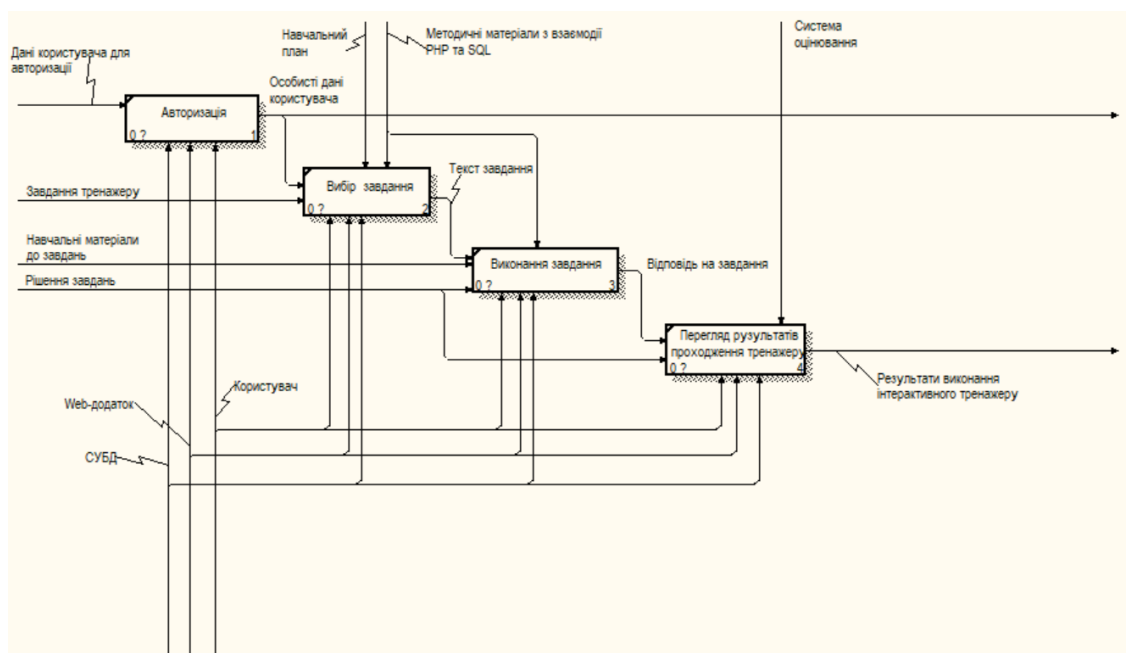 Навчальний
план
Методичні матеріали з взаємодії
PHP та SQL
Система
оцінювання
Дані користувача для
авторизації
Особисті дані
користувача
Авторизація
0 ?
1
Текст завдання
Вибір завдання
0 ?
2
Завдання тренажеру
Навчальні матеріали
до завдань
Виконання завдання
0 ?
3
Відповідь на завдання
Рішення завдань
Перегляд рузультатів
проходження тренажеру
0 ?
4
Результати виконання
інтерактивного тренажеру
Користувач
Web-додаток
СУБД